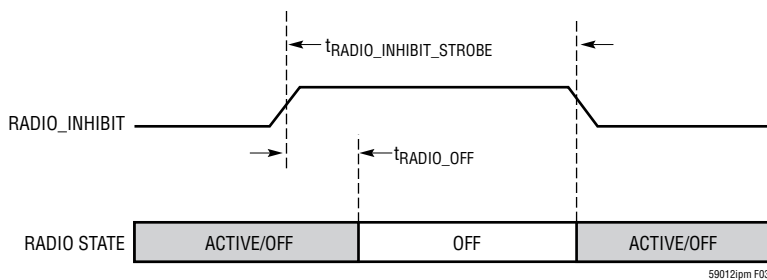 tRADIO_INHIBIT_STROBE
RADIO_INHIBIT
tRADIO_OFF
RADIO STATE ACTIVE/OFF OFF ACTIVE/OFF
59012ipm F03